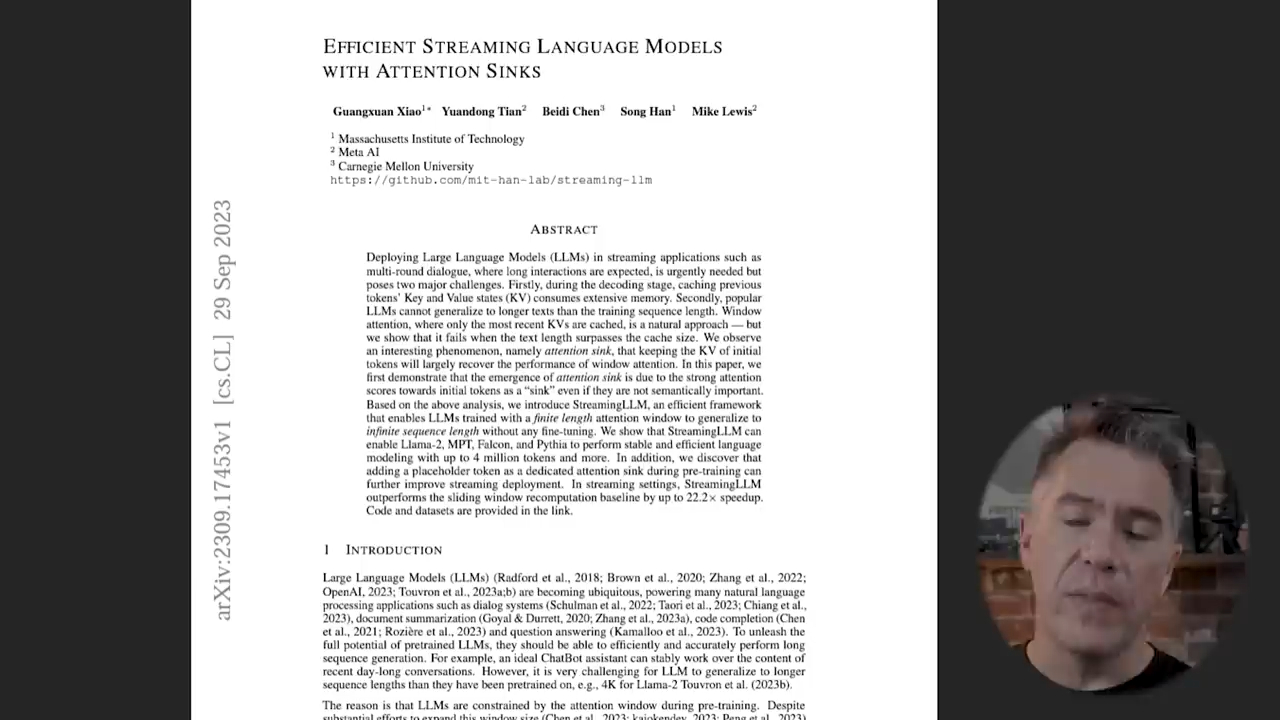 EFFICIENT STREAMING LANGUAGE MODELS
WITH ATTENTION SINKS
Guangxuan Xiao1* Yuandong Tian2 Beidi Chen3 Song Han1 Mike Lewis2
1 Massachusetts Institute of Technology
2 Meta AI
3 Carnegie Mellon University
https://github.com/mit-han-lab/streaming-llm
arXiv:2309.17453v1 [cs.CL] 29 Sep 2023
ABSTRACT
Deploying Large Language Models (LLMs) in streaming applications such as
multi-round dialogue, where long interactions are expected, is urgently needed but
poses two major challenges. Firstly, during the decoding stage, caching previous
tokens' Key and Value states (KV) consumes extensive memory. Secondly, popular
LLMs cannot generalize to longer texts than the training sequence length. Window
attention, where only the most recent KVs are cached, is a natural approach — but
we show that it fails when the text length surpasses the cache size. We observe
an interesting phenomenon, namely attention sink, that keeping the KV of initial
tokens will largely recover the performance of window attention. In this paper, we
first demonstrate that the emergence of attention sink is due to the strong attention
scores towards initial tokens as a “sink” even if they are not semantically important.
Based on the above analysis, we introduce StreamingLLM, an efficient framework
that enables LLMs trained with a finite length attention window to generalize to
infinite sequence length without any fine-tuning. We show that StreamingLLM can
enable Llama-2, MPT, Falcon, and Pythia to perform stable and efficient language
modeling with up to 4 million tokens and more. In addition, we discover that
adding a placeholder token as a dedicated attention sink during pre-training can
further improve streaming deployment. In streaming settings, StreamingLLM
outperforms the sliding window recomputation baseline by up to 22.2× speedup.
Code and datasets are provided in the link.
1 INTRODUCTION
Large Language Models (LLMs) (Radford et al., 2018; Brown et al., 2020; Zhang et al., 2022;
OpenAI, 2023; Touvron et al., 2023a;b) are becoming ubiquitous, powering many natural language
processing applications such as dialog systems (Schulman et al., 2022; Taori et al., 2023; Chiang et al.,
2023), document summarization (Goyal & Durrett, 2020; Zhang et al., 2023a), code completion (Chen
et al., 2021; Rozière et al., 2023) and question answering (Kamalloo et al., 2023). To unleash the
full potential of pretrained LLMs, they should be able to efficiently and accurately perform long
sequence generation. For example, an ideal ChatBot assistant can stably work over the content of
recent day-long conversations. However, it is very challenging for LLM to generalize to longer
sequence lengths than they have been pretrained on, e.g., 4K for Llama-2 Touvron et al. (2023b).
The reason is that LLMs are constrained by the attention window during pre-training. Despite
substantial efforts to expand this window size (Chen et al., 2023; kaiokendev, 2023; Peng et al., 2023)